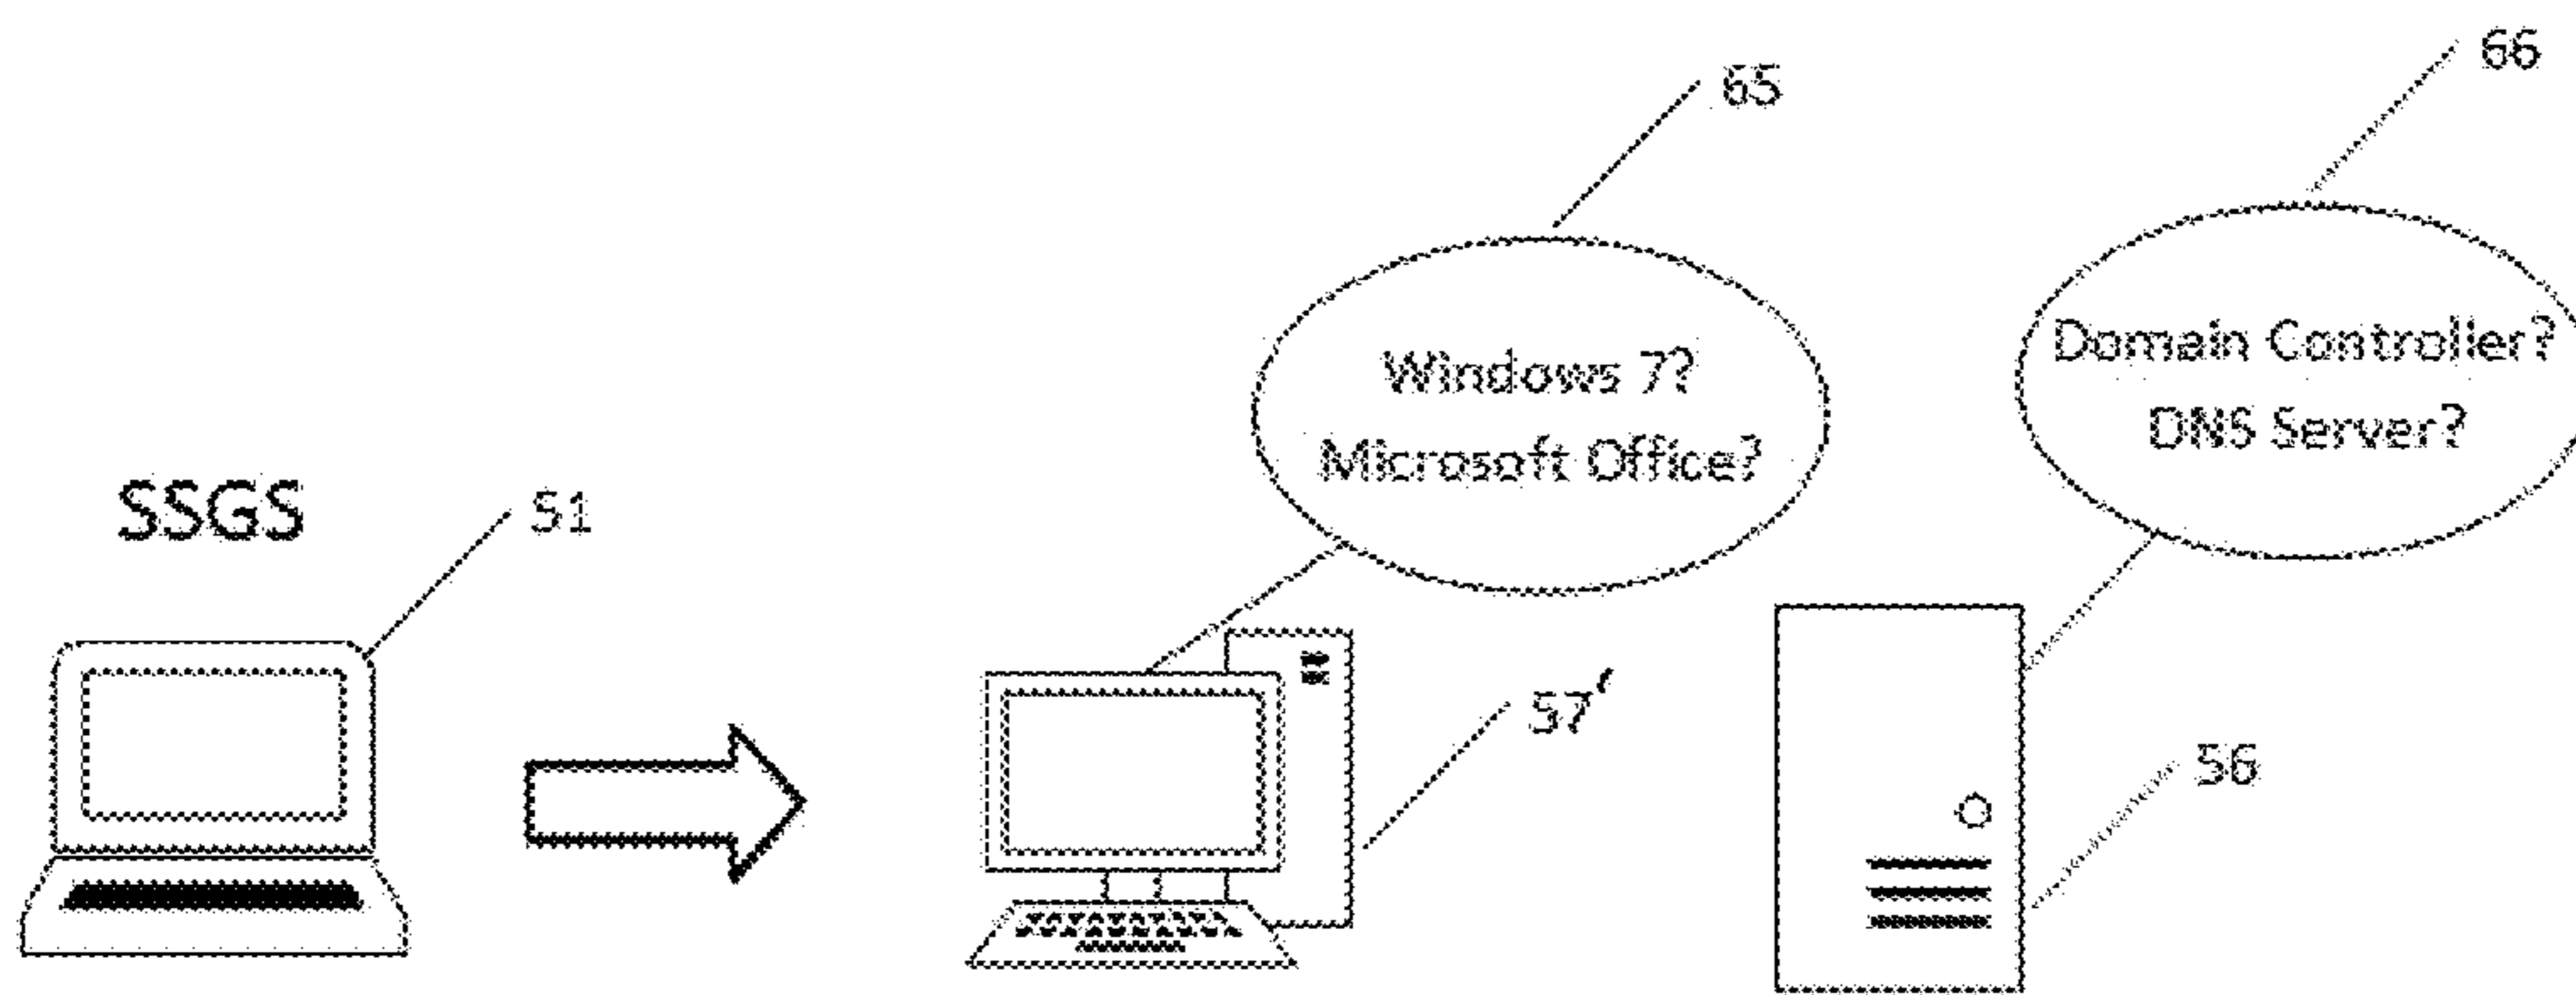 66
65
Domain Controller?
DNS Server?
Windows 7?
Microsoft Office?
SSGS
51
57'
56